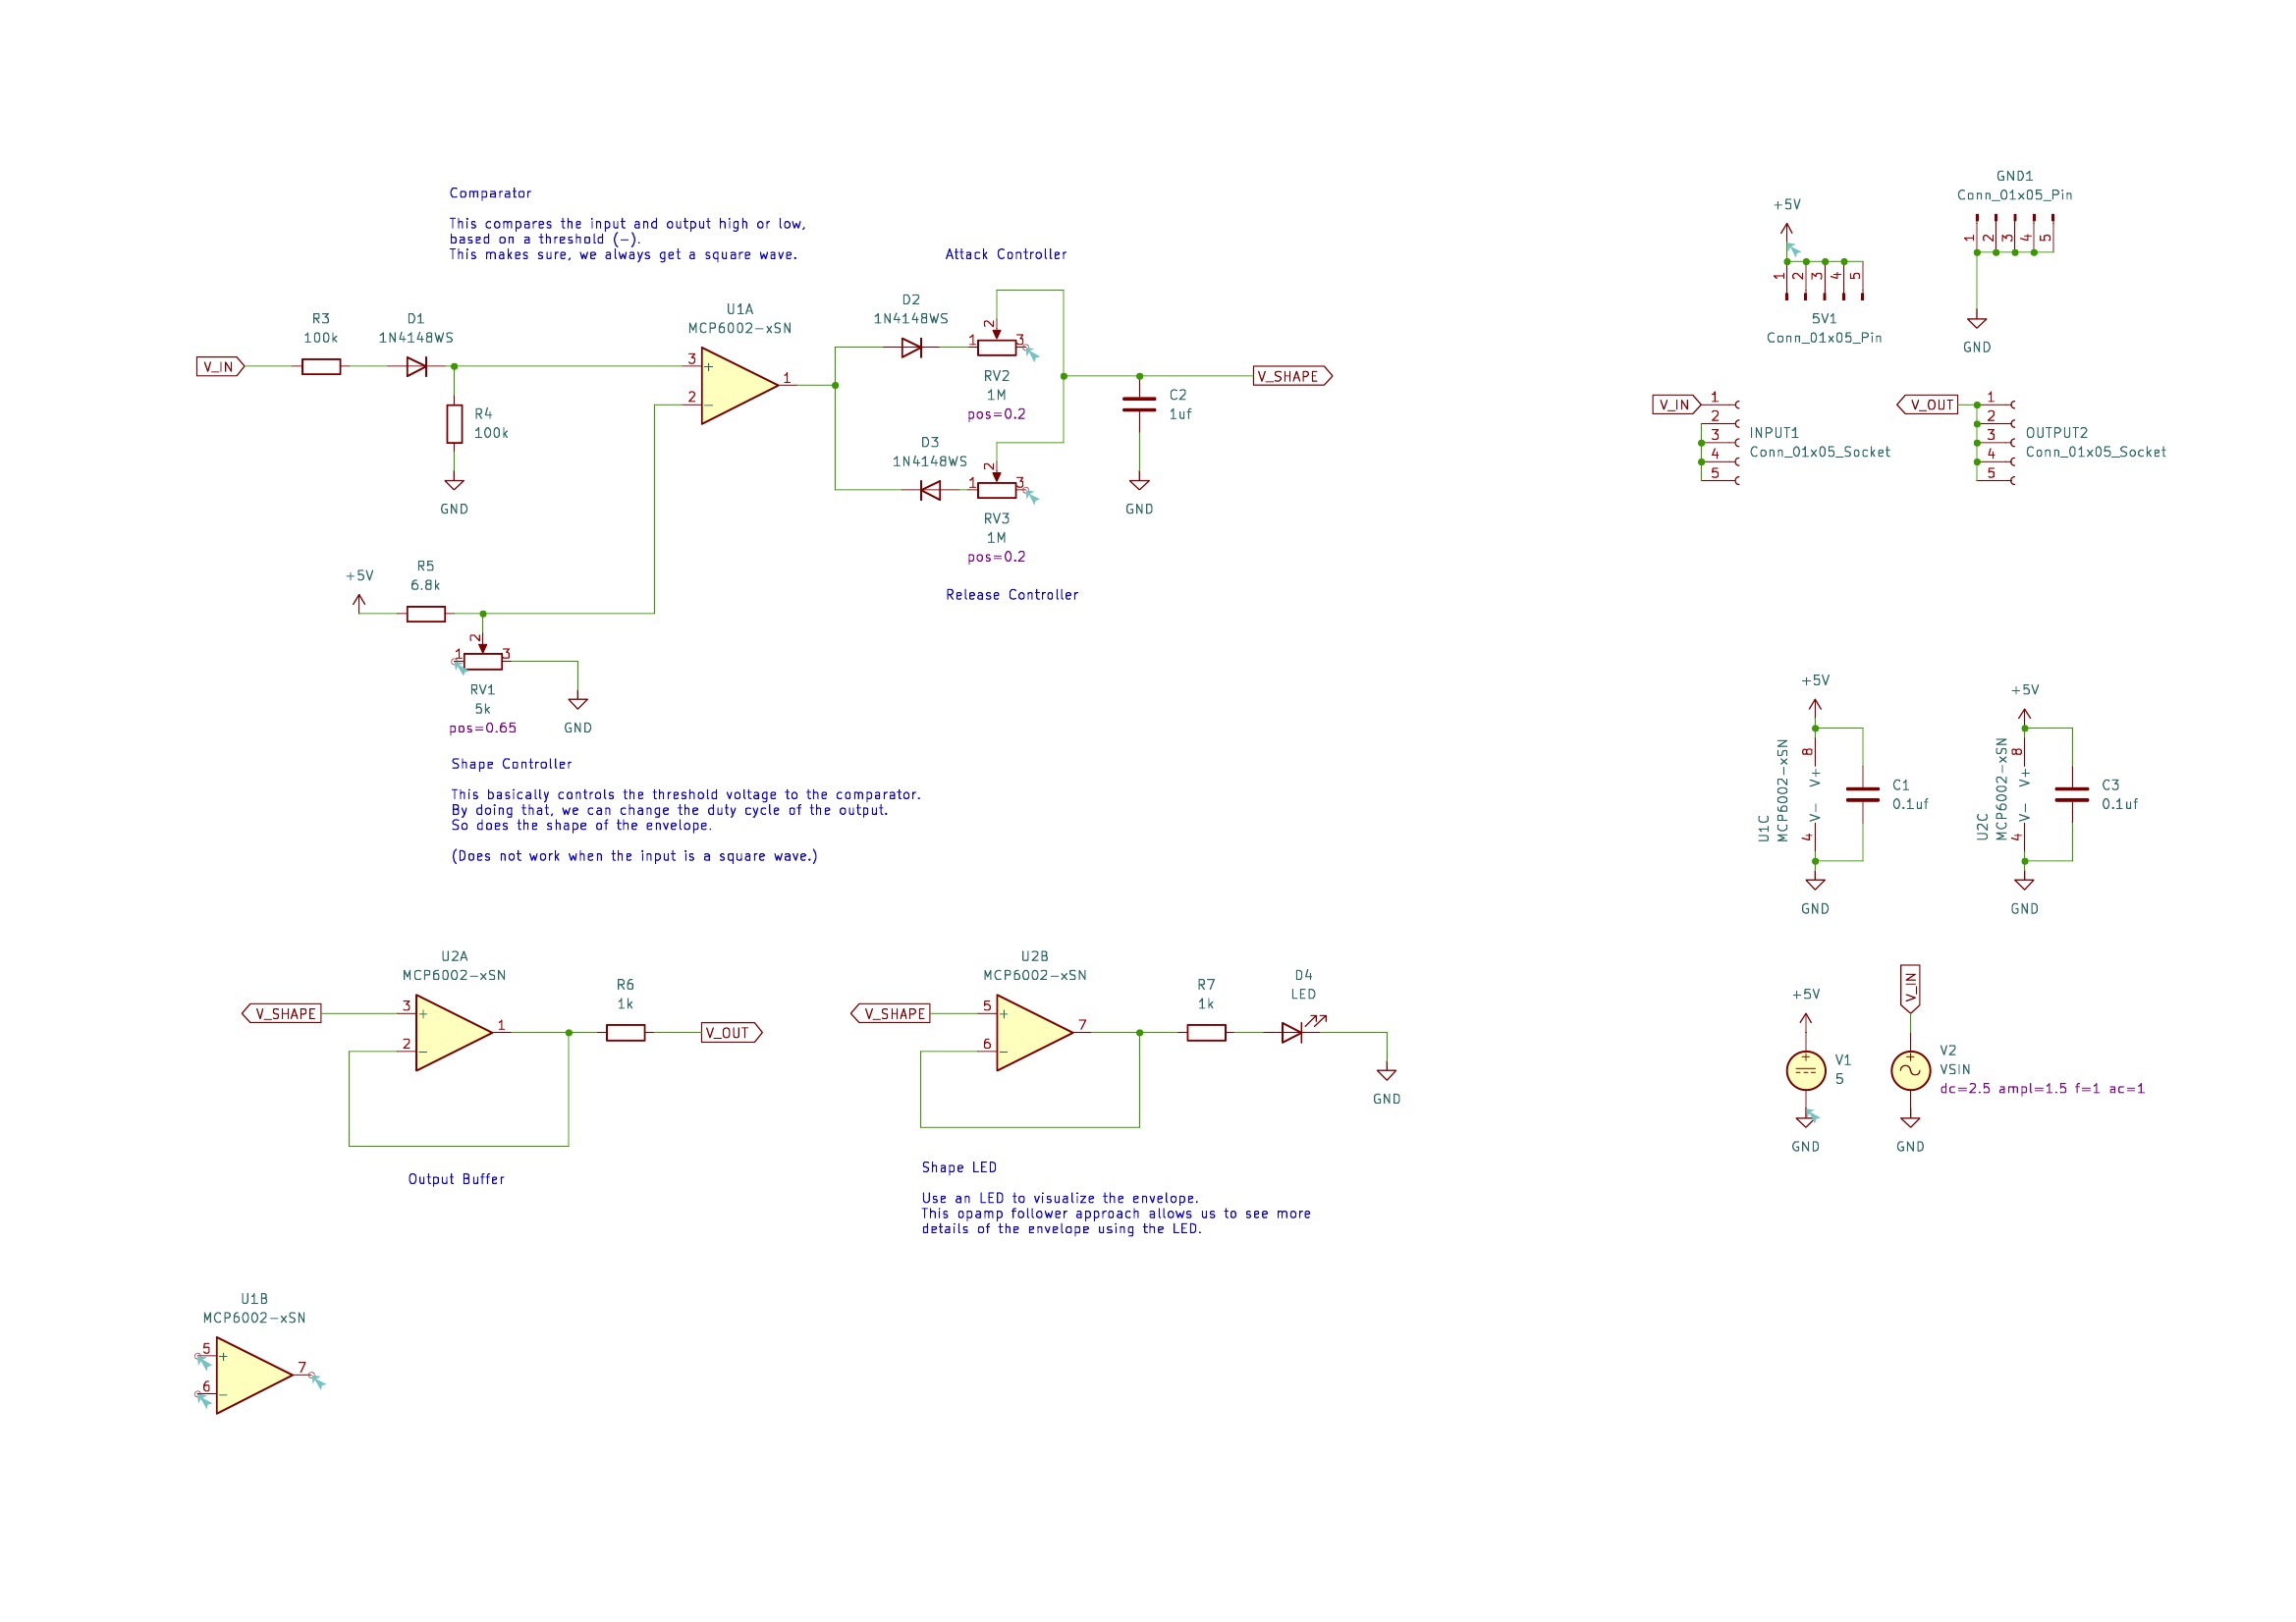 Comparator
This compares the input and output high or low,
based on a threshold (-).
This makes sure, we always get a square wave.
Attack Controller
V_IN
R3
100k
D1
1N4148WS
R4
100k
GND
U1A
MCP6002-xSN
3
+
2
-
1
D2
1N4148WS
1
2
3
RV2
1M
pos=0.2
D3
1N4148WS
1
2
3
RV3
1M
pos=0.2
Release Controller
C2
1uf
GND
V_SHAPE
+5V
R5
6.8k
1
2
3
RV1
5k
pos=0.65
GND
Shape Controller
This basically controls the threshold voltage to the comparator.
By doing that, we can change the duty cycle of the output.
So does the shape of the envelope.
(Does not work when the input is a square wave.)
+5V
1
2
3
4
5
5V1
Conn_01x05_Pin
GND1
Conn_01x05_Pin
1
2
3
4
5
GND
V_IN
1
2
3
4
5
INPUT1
Conn_01x05_Socket
V_OUT
1
2
3
4
5
OUTPUT2
Conn_01x05_Socket
+5V
U1C
MCP6002-xSN
8
V+
V-
4
C1
0.1uf
GND
+5V
U2C
MCP6002-xSN
8
V+
V-
4
C3
0.1uf
GND
U2A
MCP6002-xSN
V_SHAPE
3
+
2
-
1
R6
1k
V_OUT
Output Buffer
U2B
MCP6002-xSN
V_SHAPE
5
+
6
-
7
R7
1k
D4
LED
GND
Shape LED
Use an LED to visualize the envelope.
This opamp follower approach allows us to see more
details of the envelope using the LED.
+5V
V1
5
GND
V_IN
V2
VSIN
dc=2.5 ampl=1.5 f=1 ac=1
GND
U1B
MCP6002-xSN
5
+
6
-
7